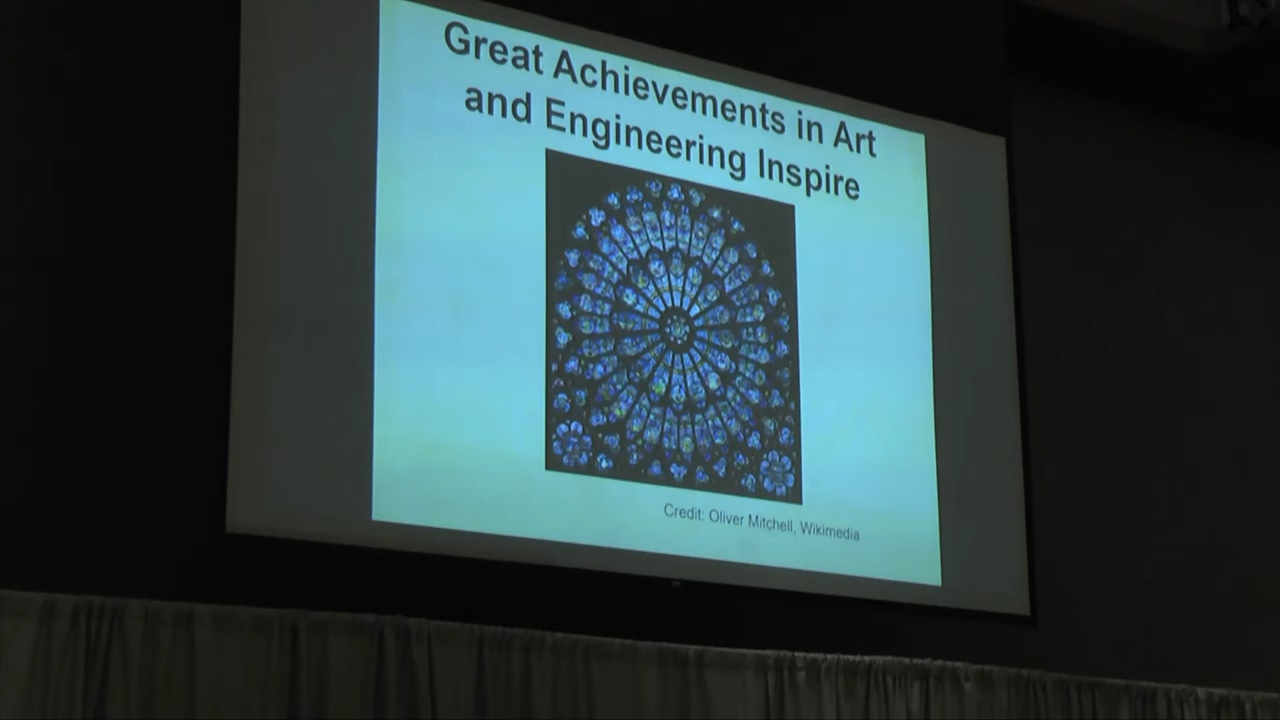 Great Achievements in Art
and Engineering Inspire
Credit: Oliver Mitchell, Wikimedia